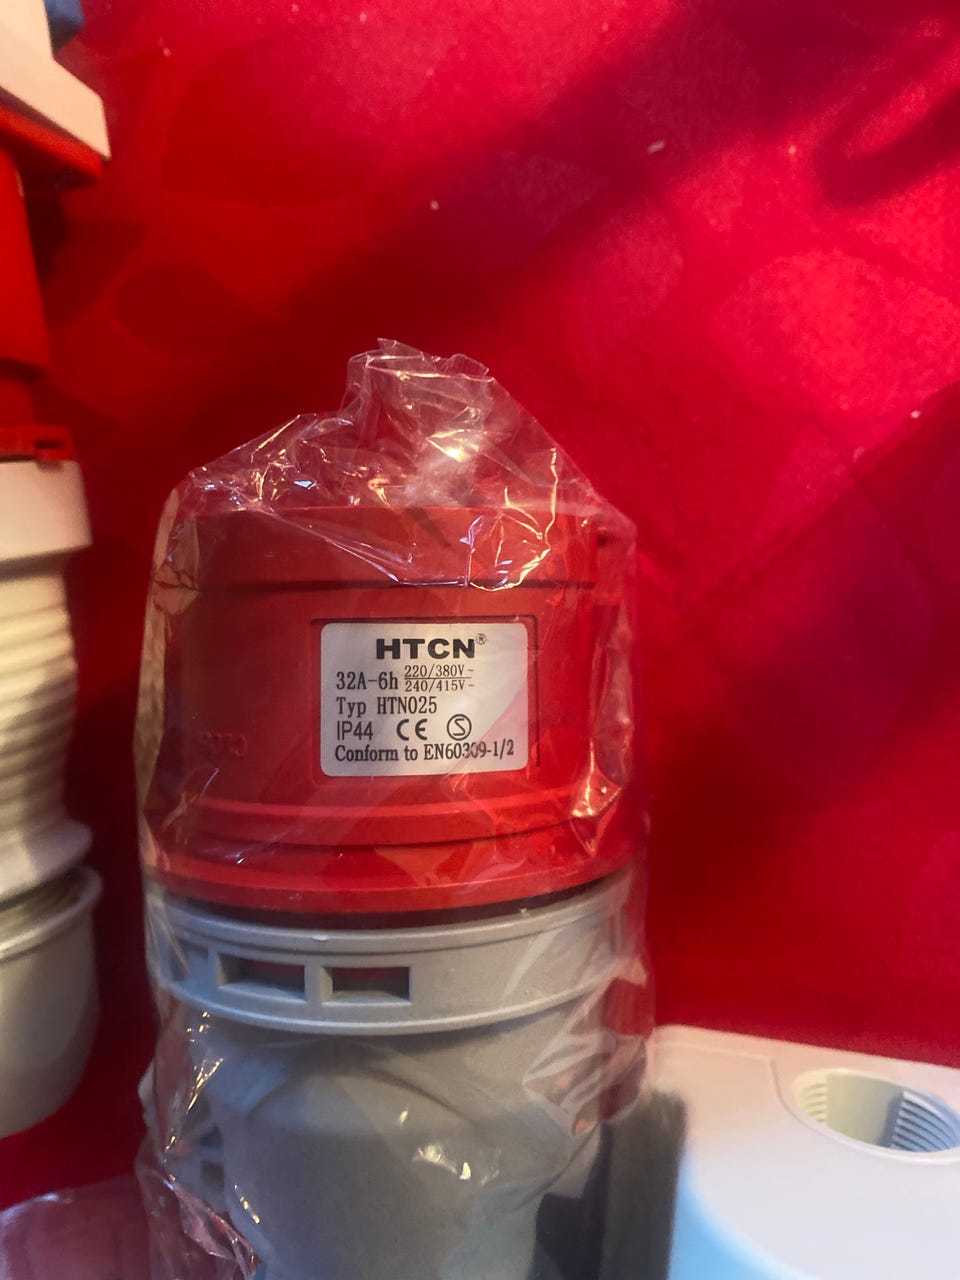 HTCN®
32A-6h 220/380V~
240/415V~
Typ HTN025
IP44 CE S
Conform to EN60309-1/2